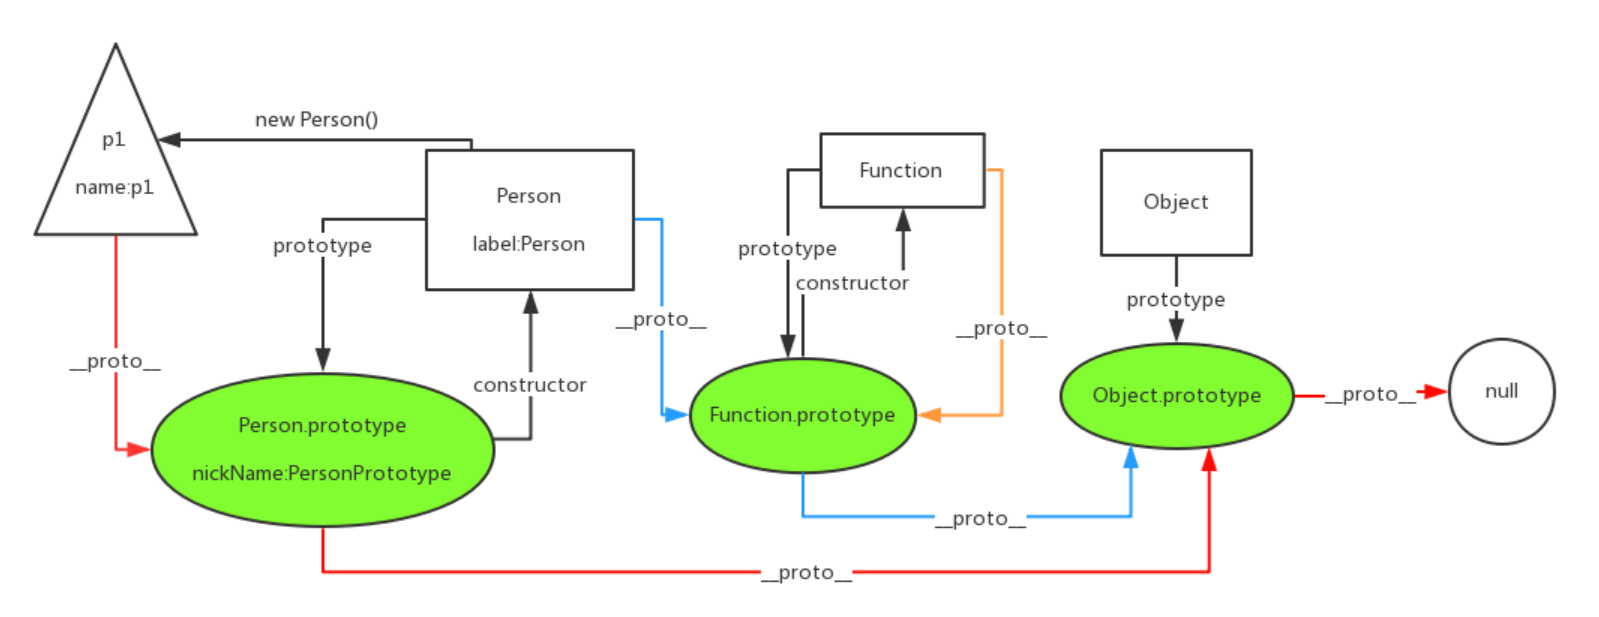 new Person()
p1
name:p1
Person
label:Person
Function
Object
prototype
prototype
constructor
prototype
__proto__
__proto__
__proto__
constructor
Person.prototype
nickName:PersonPrototype
Function.prototype
Object.prototype
__proto__
null
__proto__
__proto__